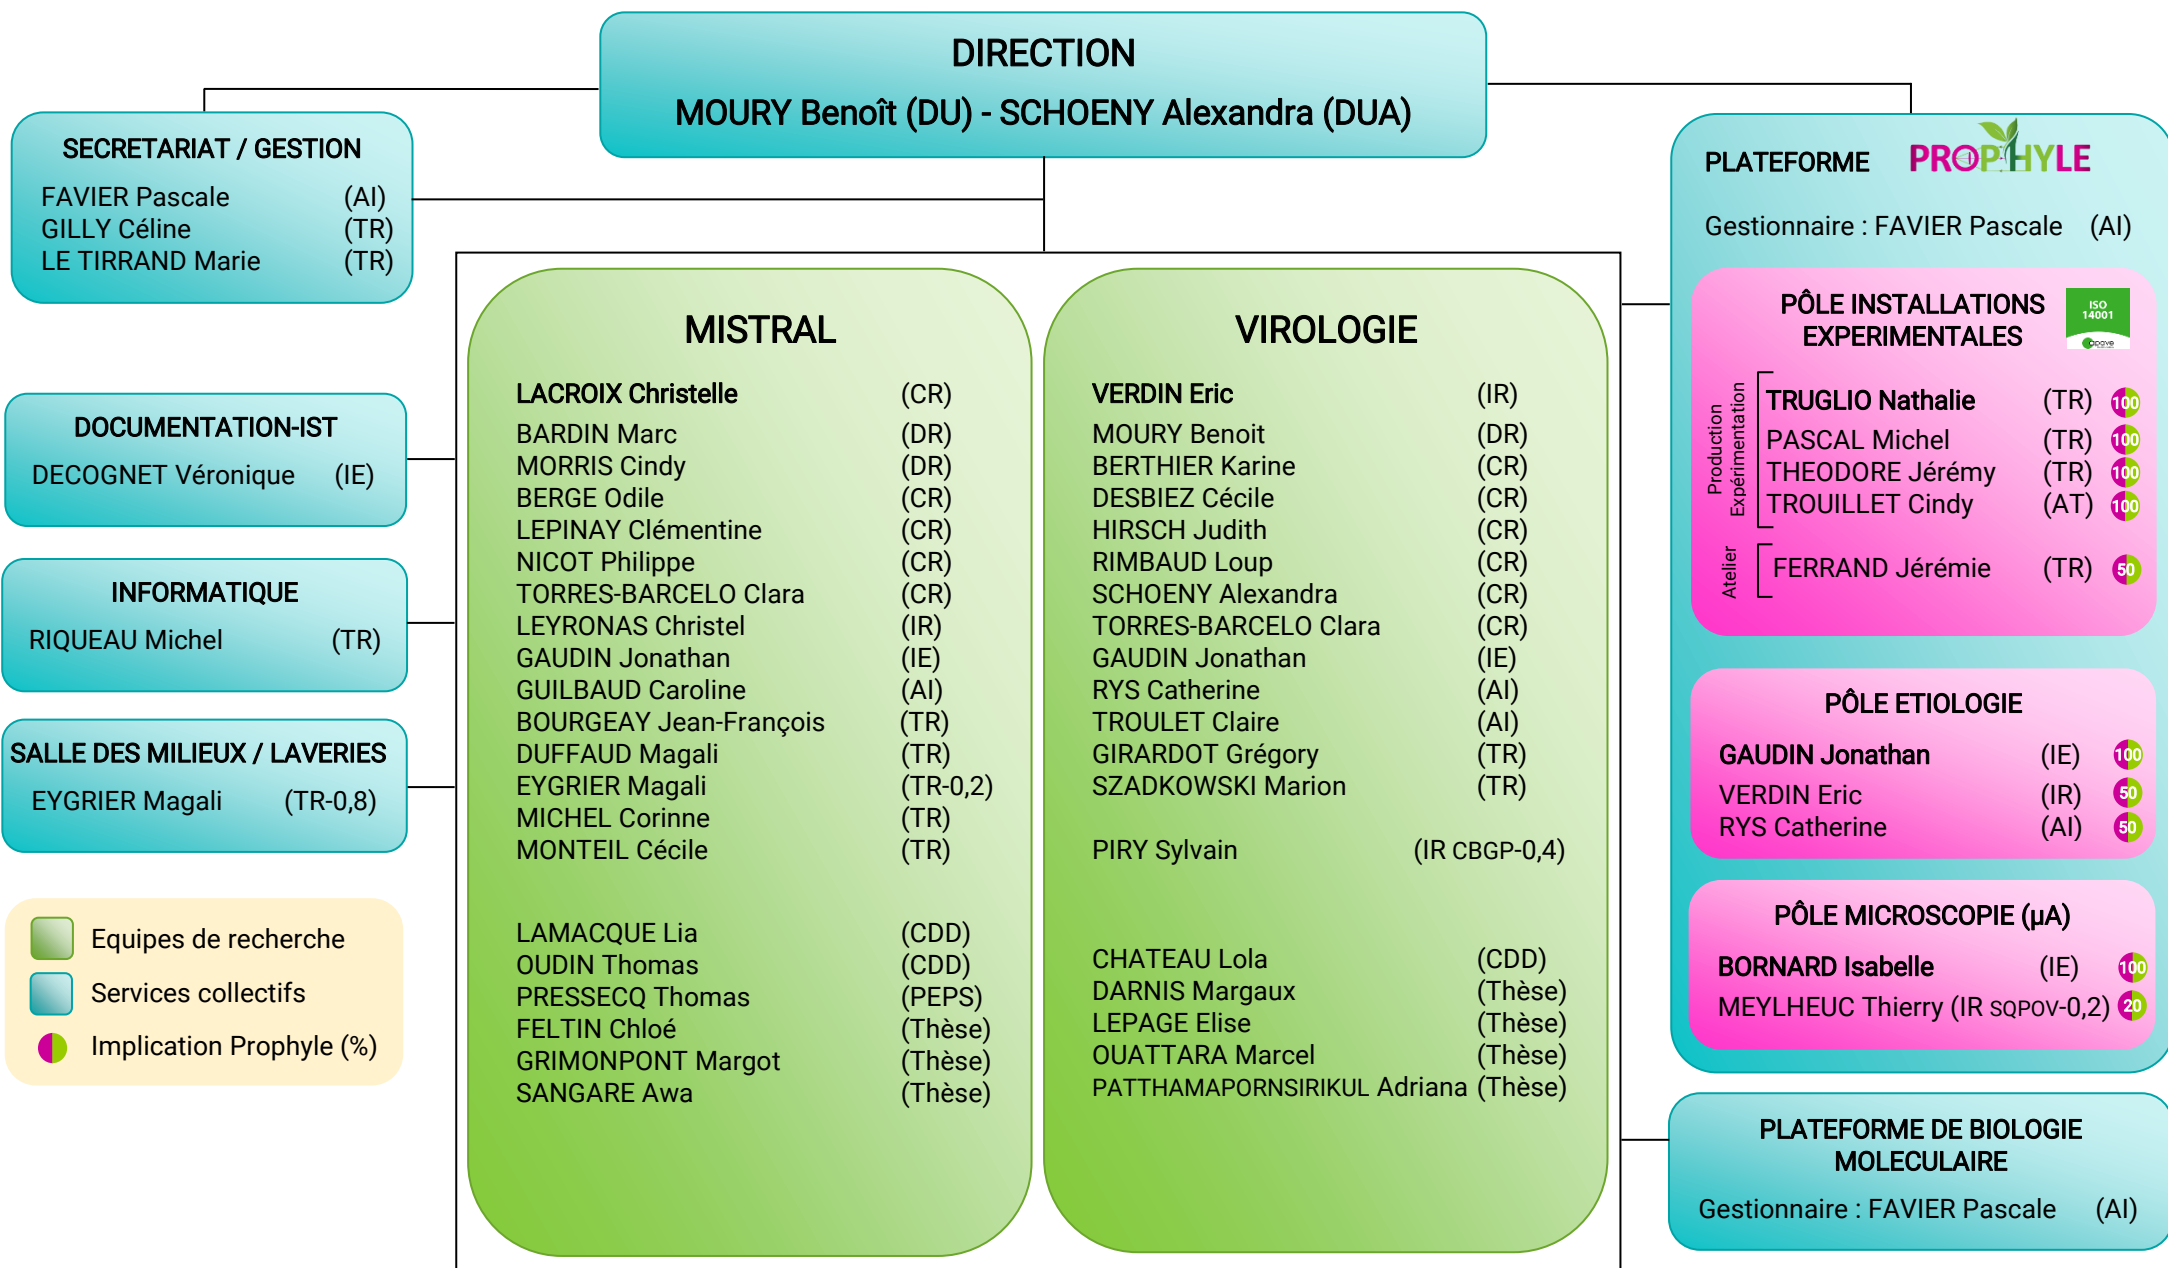 DIRECTION
MOURY Benoît (DU) - SCHOENY Alexandra (DUA)
SECRETARIAT / GESTION
FAVIER Pascale (AI)
GILLY Céline (TR)
LE TIRRAND Marie (TR)
DOCUMENTATION-IST
DECOGNET Véronique (IE)
INFORMATIQUE
RIQUEAU Michel (TR)
SALLE DES MILIEUX / LAVERIES
EYGRIER Magali (TR-0,8)
Equipes de recherche
Services collectifs
Implication Prophyle (%)
MISTRAL
LACROIX Christelle (CR)
BARDIN Marc (DR)
MORRIS Cindy (DR)
BERGE Odile (CR)
LEPINAY Clémentine (CR)
NICOT Philippe (CR)
TORRES-BARCELO Clara (CR)
LEYRONAS Christel (IR)
GAUDIN Jonathan (IE)
GUILBAUD Caroline (AI)
BOURGEAY Jean-François (TR)
DUFFAUD Magali (TR)
EYGRIER Magali (TR-0,2)
MICHEL Corinne (TR)
MONTEIL Cécile (TR)
LAMACQUE Lia (CDD)
OUDIN Thomas (CDD)
PRESSECQ Thomas (PEPS)
FELTIN Chloé (Thèse)
GRIMONPONT Margot (Thèse)
SANGARE Awa (Thèse)
VIROLOGIE
VERDIN Eric (IR)
MOURY Benoit (DR)
BERTHIER Karine (CR)
DESBIEZ Cécile (CR)
HIRSCH Judith (CR)
RIMBAUD Loup (CR)
SCHOENY Alexandra (CR)
TORRES-BARCELO Clara (CR)
GAUDIN Jonathan (IE)
RYS Catherine (AI)
TROULET Claire (AI)
GIRARDOT Grégory (TR)
SZADKOWSKI Marion (TR)
PIRY Sylvain (IR CBGP-0,4)
CHATEAU Lola (CDD)
DARNIS Margaux (Thèse)
LEPAGE Elise (Thèse)
OUATTARA Marcel (Thèse)
PATTHAMAPORNSIRIKUL Adriana (Thèse)
PLATEFORME PROPHYLE
Gestionnaire : FAVIER Pascale (AI)
PÔLE INSTALLATIONS
EXPERIMENTALES
ISO
14001
apave
Production
Expérimentation
TRUGLIO Nathalie (TR) 100
PASCAL Michel (TR) 100
THEODORE Jérémy (TR) 100
TROUILLET Cindy (AT) 100
Atelier
FERRAND Jérémie (TR) 50
PÔLE ETIOLOGIE
GAUDIN Jonathan (IE) 100
VERDIN Eric (IR) 50
RYS Catherine (AI) 50
PÔLE MICROSCOPIE (µA)
BORNARD Isabelle (IE) 100
MEYLHEUC Thierry (IR SQPOV-0,2) 20
PLATEFORME DE BIOLOGIE
MOLECULAIRE
Gestionnaire : FAVIER Pascale (AI)